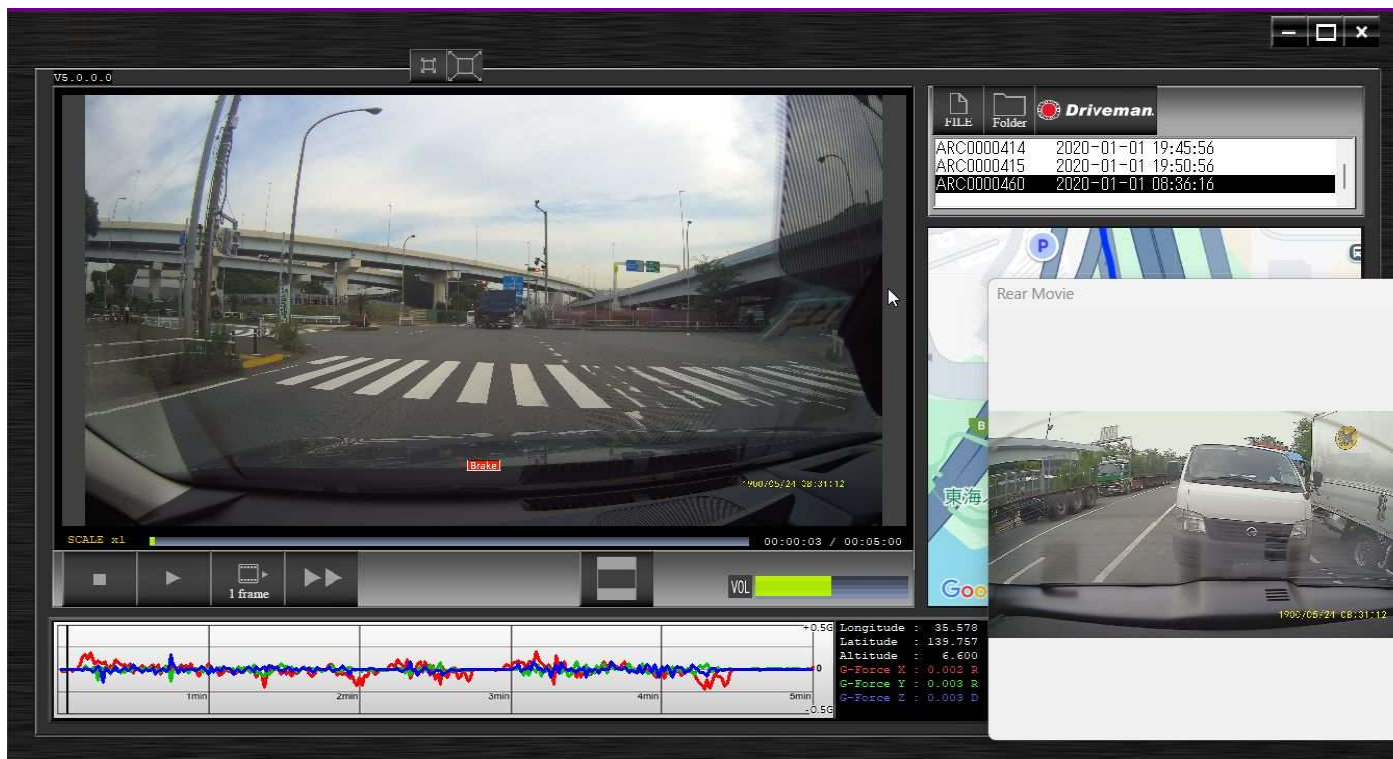 V5.0.0.0
FILE
Folder
Driveman.
ARC0000414 2020-01-01 19:45:56
ARC0000415 2020-01-01 19:50:56
ARC0000460 2020-01-01 08:36:16
P
Rear Movie
B
東海
Goo
Brake
1900/05/24 08:31:12
1900/05/24 08:31:12
SCALE x1
00:00:03 / 00:05:00
1 frame
VOL
+0.5G
0
-0.5G
1min
2min
3min
4min
5min
Longitude : 35.578
Latitude : 139.757
Altitude : 6.600
G-Force X : 0.002 R
G-Force Y : 0.003 R
G-Force Z : 0.003 D